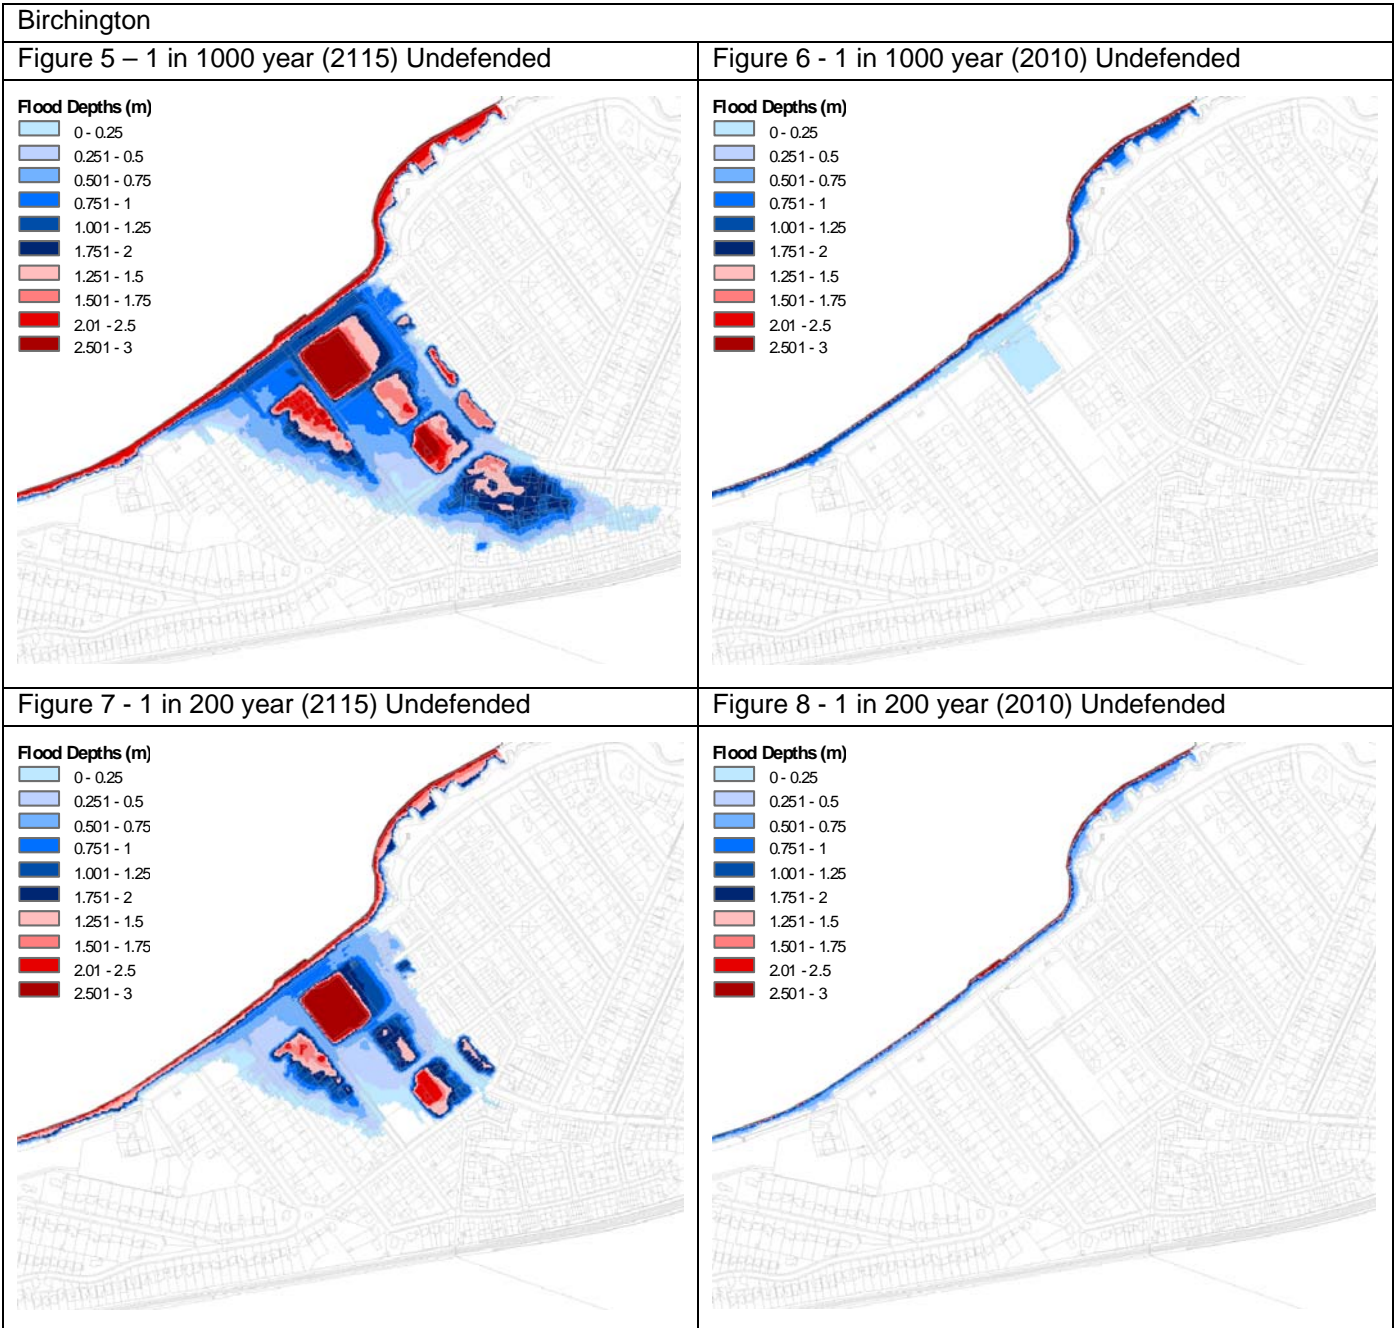 Birchington
Figure 5 – 1 in 1000 year (2115) Undefended
Figure 6 - 1 in 1000 year (2010) Undefended
Flood Depths (m)
0 - 0.25
0.251 - 0.5
0.501 - 0.75
0.751 - 1
1.001 - 1.25
1.751 - 2
1.251 - 1.5
1.501 - 1.75
2.01 - 2.5
2.501 - 3
Flood Depths (m)
0 - 0.25
0.251 - 0.5
0.501 - 0.75
0.751 - 1
1.001 - 1.25
1.751 - 2
1.251 - 1.5
1.501 - 1.75
2.01 - 2.5
2.501 - 3
Figure 7 - 1 in 200 year (2115) Undefended
Figure 8 - 1 in 200 year (2010) Undefended
Flood Depths (m)
0 - 0.25
0.251 - 0.5
0.501 - 0.75
0.751 - 1
1.001 - 1.25
1.751 - 2
1.251 - 1.5
1.501 - 1.75
2.01 - 2.5
2.501 - 3
Flood Depths (m)
0 - 0.25
0.251 - 0.5
0.501 - 0.75
0.751 - 1
1.001 - 1.25
1.751 - 2
1.251 - 1.5
1.501 - 1.75
2.01 - 2.5
2.501 - 3